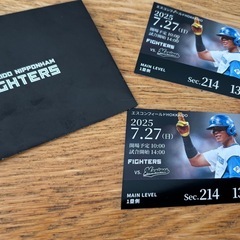 NIPPONHAM
FIGHTERS
エスコンフィールドHOKKAIDO
2025
7.27(日)
開場予定 10:00
試合開始 14:00
FIGHTERS
VS.
MAIN LEVEL
1塁側
Sec.214
エスコンフィールドHOKKAIDO
2025
7.27(日)
開場予定 10:00
試合開始 14:00
FIGHTERS
VS.
MAIN LEVEL
1塁側
Sec.214